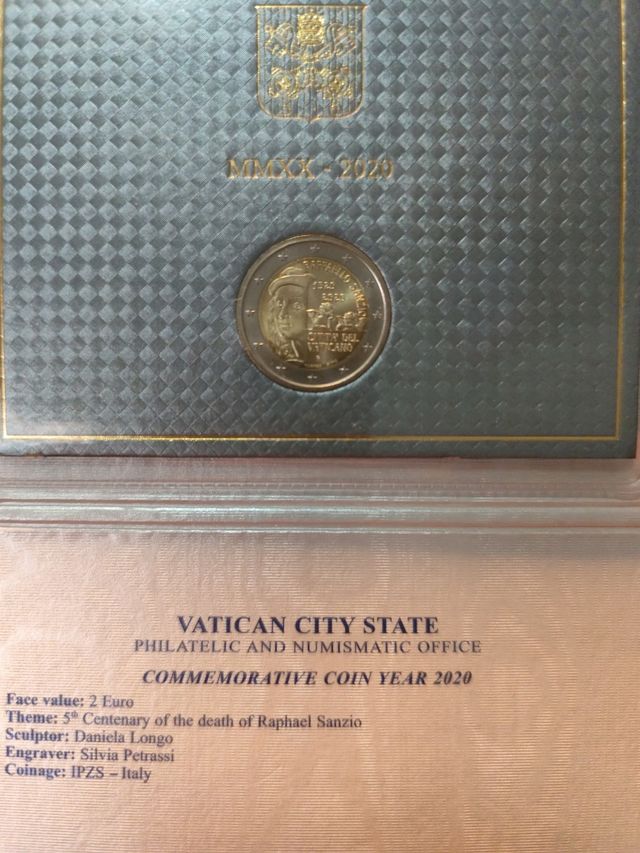 MMXX - 2020
RAFFAELLO SANZIO
1520
2020
CITTA' DEL
VATICANO
VATICAN CITY STATE
PHILATELIC AND NUMISMATIC OFFICE
COMMEMORATIVE COIN YEAR 2020
Face value: 2 Euro
Theme: 5th Centenary of the death of Raphael Sanzio
Sculptor: Daniela Longo
Engraver: Silvia Petrassi
Coinage: IPZS – Italy